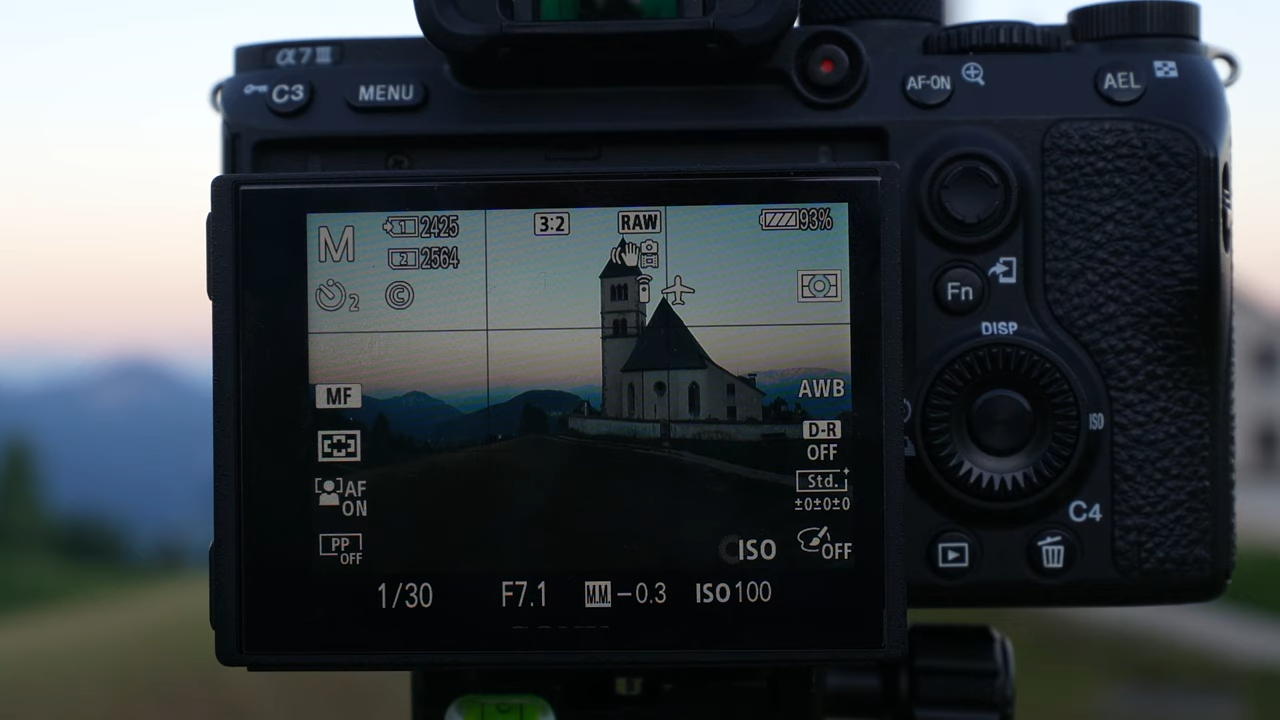 α7III
C3
MENU
AF-ON
AEL
M
1 2425
3:2
RAW
93%
2 2564
2
©
Fn
DISP
MF
AWB
D-R
OFF
AF
ON
Std.
±0±0±0
ISO
C4
PP
OFF
ISO
OFF
1/30
F7.1
M.M. −0.3
ISO 100